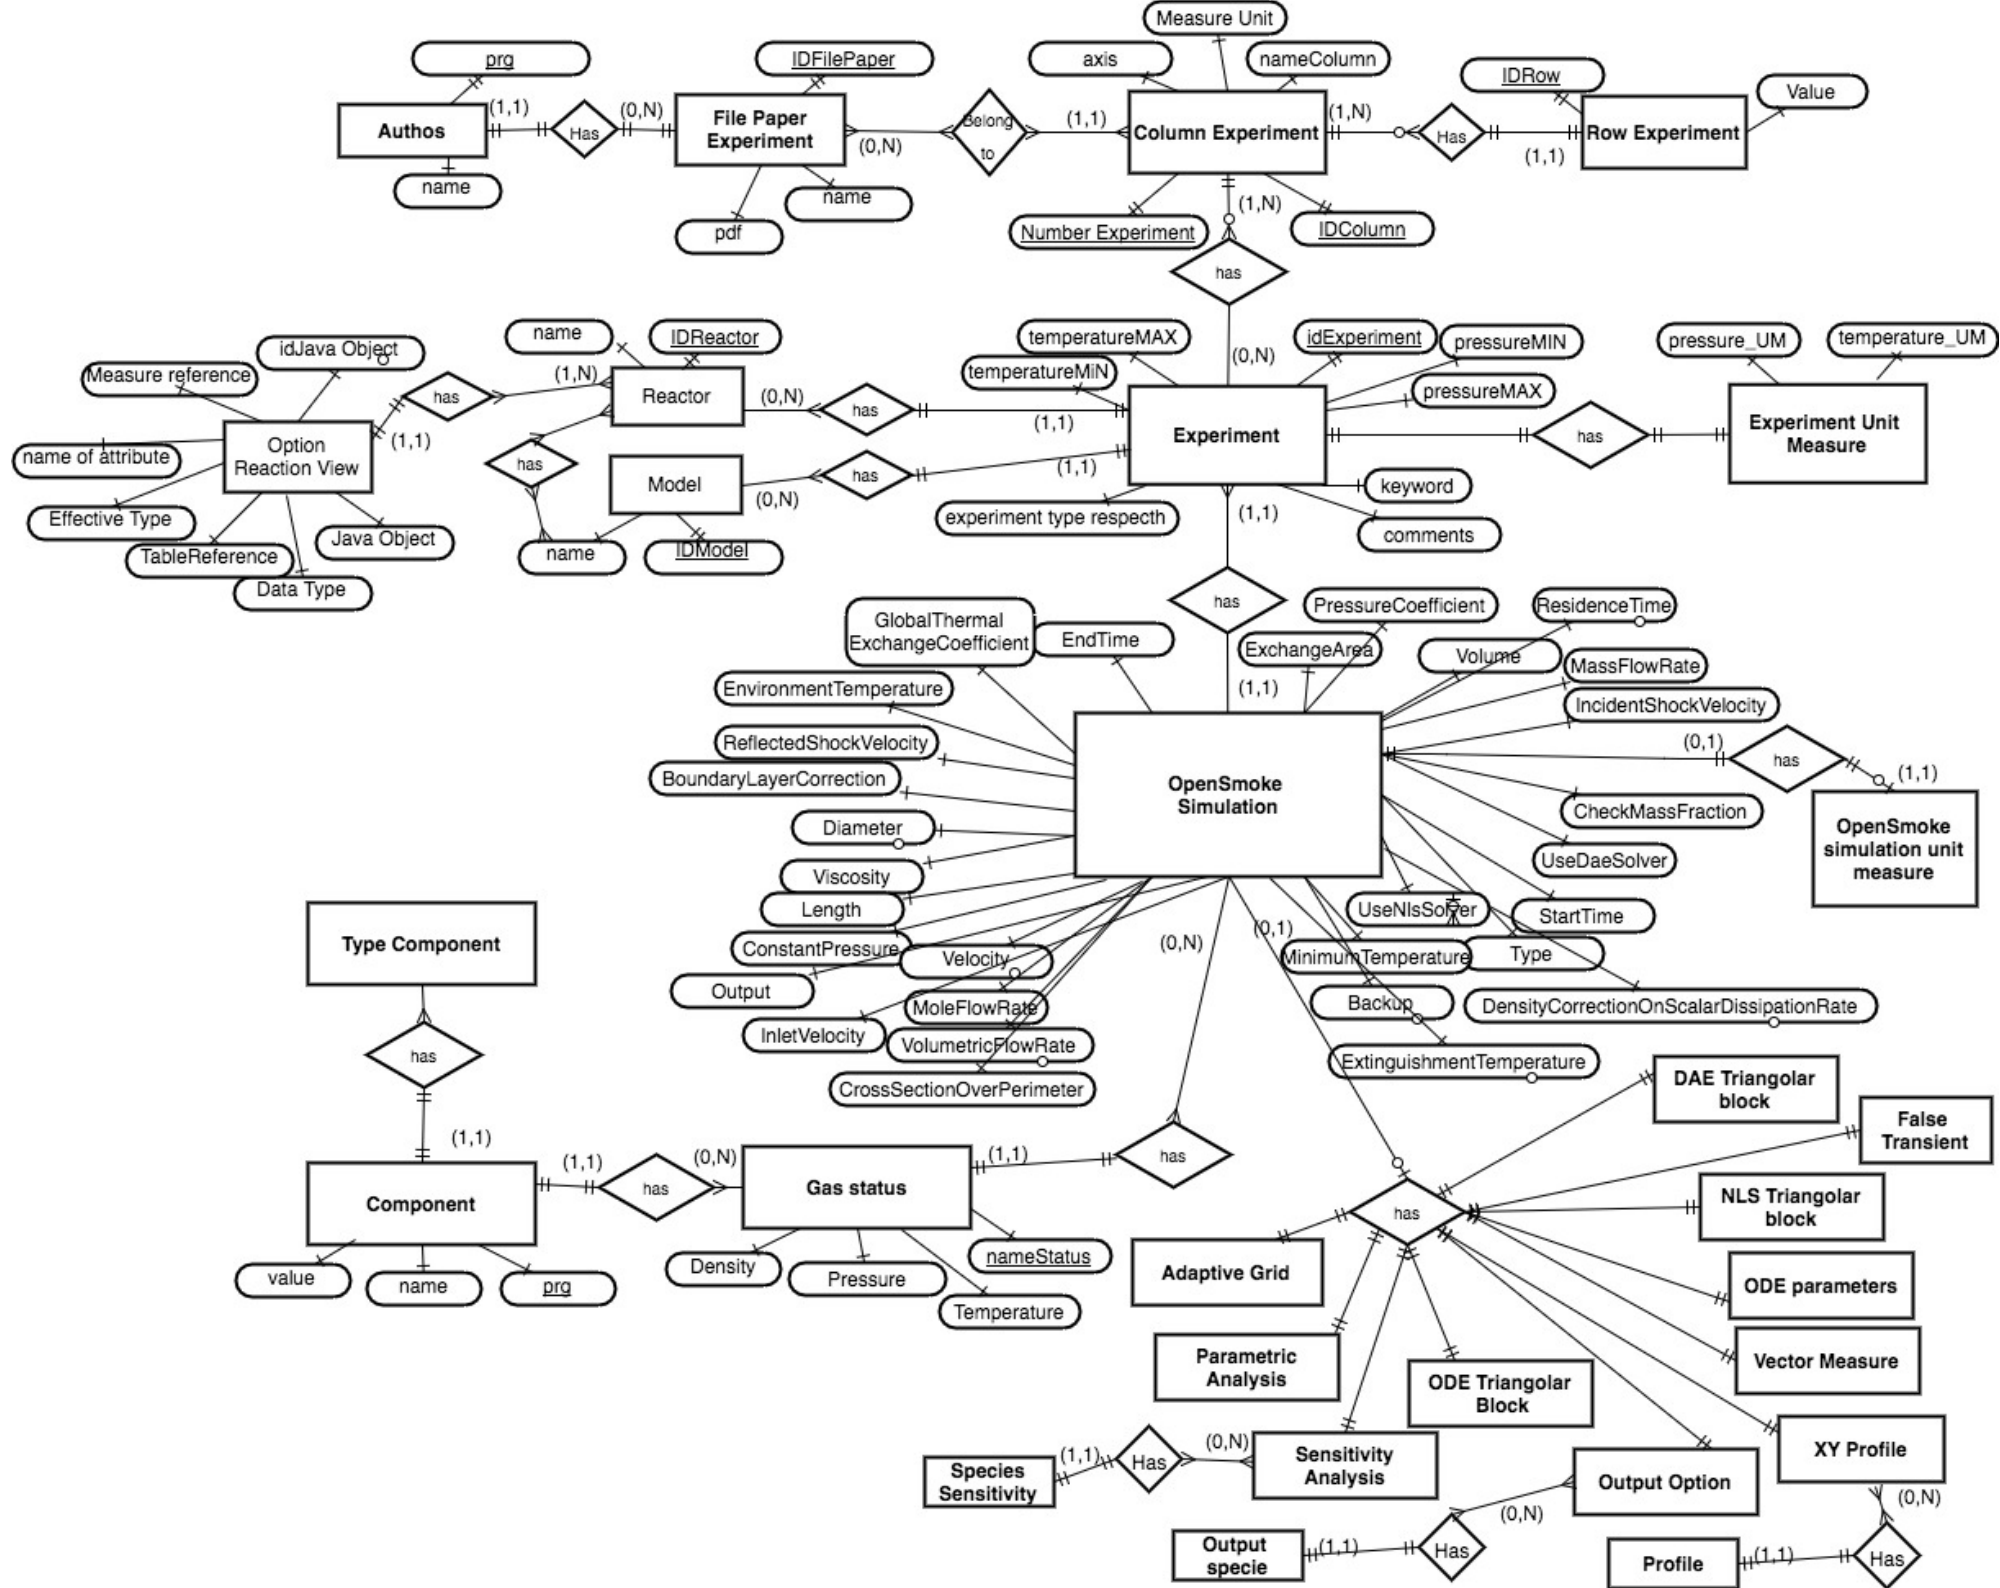 Measure Unit
prg
IDFilePaper
axis
nameColumn
IDRow
Value
(1,1)
(0,N)
Authos
Has
File Paper
Experiment
(0,N)
Belong
to
(1,1)
Column Experiment
(1,N)
Has
(1,1)
Row Experiment
name
name
pdf
Number Experiment
(1,N)
IDColumn
has
idJava Object
name
IDReactor
temperatureMAX
idExperiment
pressureMIN
pressure_UM
temperature_UM
Measure reference
has
(1,N)
Reactor
(0,N)
has
(1,1)
temperatureMiN
(0,N)
pressureMAX
(1,1)
Option
Reaction View
name of attribute
Experiment
has
Experiment Unit
Measure
has
Model
(0,N)
has
(1,1)
keyword
experiment type respecth
(1,1)
comments
Effective Type
TableReference
Java Object
Data Type
name
IDModel
has
GlobalThermal
ExchangeCoefficient
EndTime
PressureCoefficient
ResidenceTime
ExchangeArea
Volume
MassFlowRate
EnvironmentTemperature
(1,1)
IncidentShockVelocity
ReflectedShockVelocity
(0,1)
has
(1,1)
BoundaryLayerCorrection
OpenSmoke
Simulation
CheckMassFraction
OpenSmoke
simulation unit
measure
Diameter
UseDaeSolver
Viscosity
Length
UseNlsSolver
StartTime
ConstantPressure
Velocity
(0,N)
(0,1)
MinimumTemperature
Type
Output
MoleFlowRate
Backup
DensityCorrectionOnScalarDissipationRate
InletVelocity
VolumetricFlowRate
ExtinguishmentTemperature
CrossSectionOverPerimeter
Type Component
has
(1,1)
Component
(1,1)
has
(0,N)
Gas status
(1,1)
has
value
name
prg
Density
Pressure
nameStatus
Temperature
DAE Triangolar
block
False
Transient
NLS Triangolar
block
has
Adaptive Grid
ODE parameters
Parametric
Analysis
ODE Triangolar
Block
Vector Measure
Species
Sensitivity
(1,1)
Has
(0,N)
Sensitivity
Analysis
XY Profile
Output Option
(0,N)
(0,N)
Output
specie
(1,1)
Has
Profile
(1,1)
Has